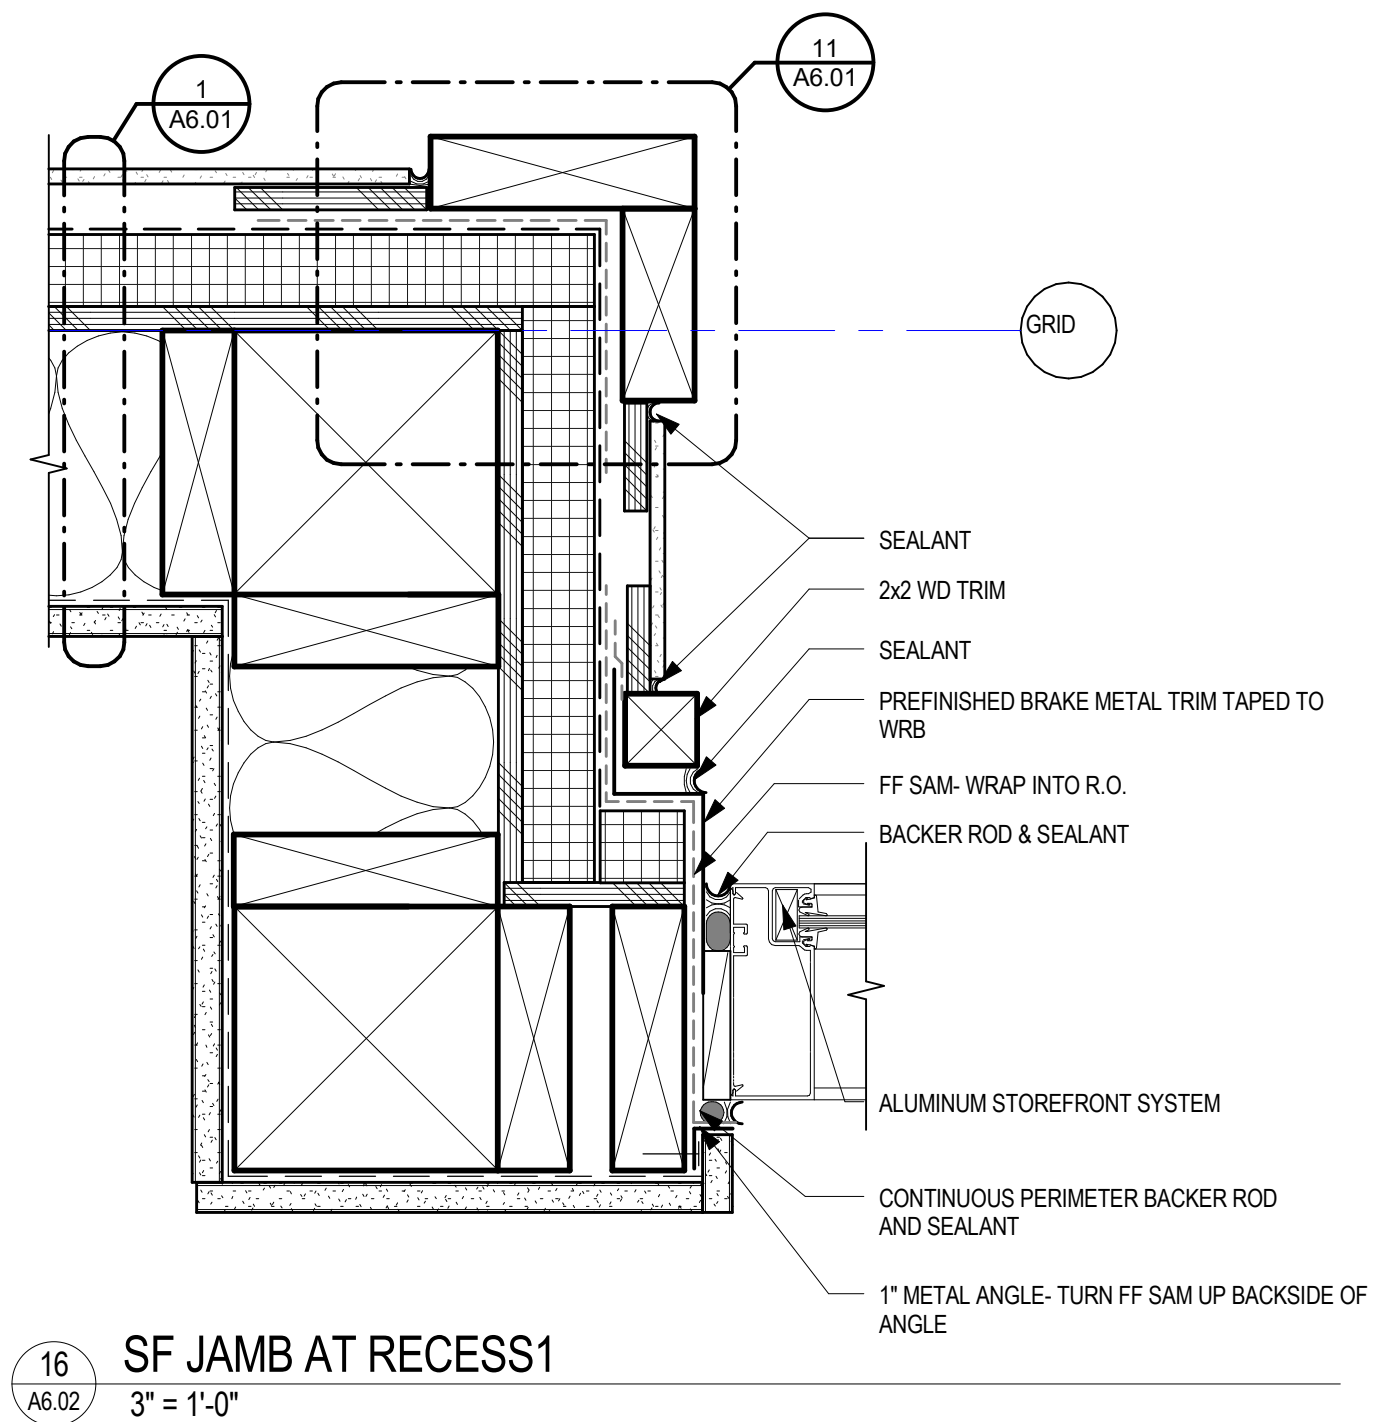 11
A6.01
1
A6.01
GRID
SEALANT
2x2 WD TRIM
SEALANT
PREFINISHED BRAKE METAL TRIM TAPED TO
WRB
FF SAM- WRAP INTO R.O.
BACKER ROD & SEALANT
ALUMINUM STOREFRONT SYSTEM
CONTINUOUS PERIMETER BACKER ROD
AND SEALANT
1" METAL ANGLE- TURN FF SAM UP BACKSIDE OF
ANGLE
16
A6.02
SF JAMB AT RECESS1
3" = 1'-0"